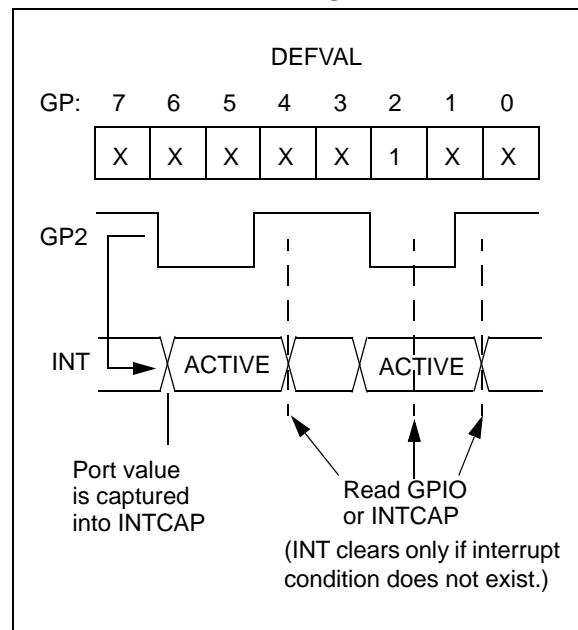 DEFVAL
GP: 7 6 5 4 3 2 1 0
X X X X X 1 X X
GP2
INT ACTIVE ACTIVE
Port value
is captured
into INTCAP
Read GPIO
or INTCAP
(INT clears only if interrupt
condition does not exist.)